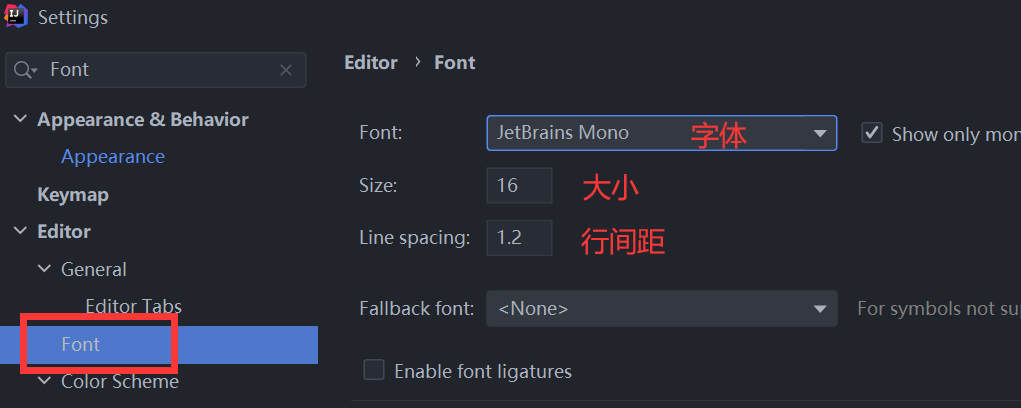 Settings
Font
Appearance & Behavior
Appearance
Keymap
Editor
General
Editor Tabs
Font
Color Scheme
Editor › Font
Font: JetBrains Mono 字体 Show only mon
Size: 16 大小
Line spacing: 1.2 行间距
Fallback font: <None> For symbols not su
Enable font ligatures